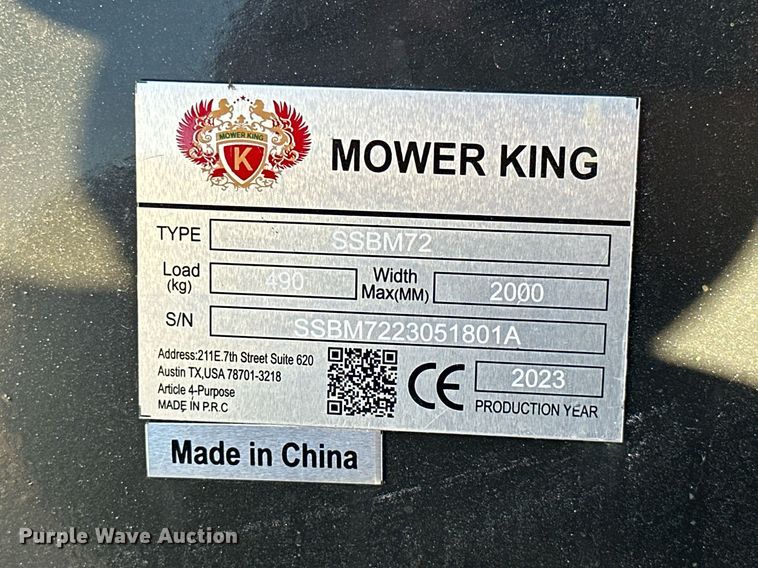 MOWER KING
K
MOWER KING
TYPE SSBM72
Load (kg) 490 Width Max(MM) 2000
S/N SSBM7223051801A
Address:211E.7th Street Suite 620
Austin TX,USA 78701-3218
Article 4-Purpose
MADE IN P.R.C
CE
2023
PRODUCTION YEAR
Made in China
Purple Wave Auction